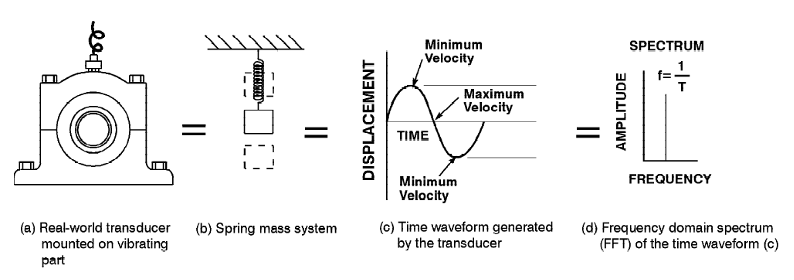 Minimum
Velocity
Maximum
Velocity
DISPLACEMENT
TIME
Minimum
Velocity
SPECTRUM
f= 1
T
AMPLITUDE
FREQUENCY
(a) Real-world transducer
mounted on vibrating
part
(b) Spring mass system
(c) Time waveform generated
by the transducer
(d) Frequency domain spectrum
(FFT) of the time waveform (c)